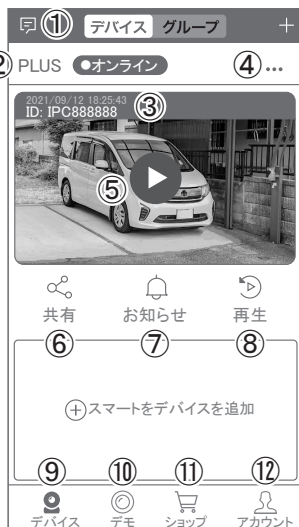 ① デバイス グループ +
② PLUS ●オンライン ④ …
2021/09/12 18:25:43
ID: IPC888888 ③
⑤
共有 お知らせ 再生
⑥ ⑦ ⑧
スマートをデバイスを追加
⑨ ⑩ ⑪ ⑫
デバイス デモ ショップ アカウント